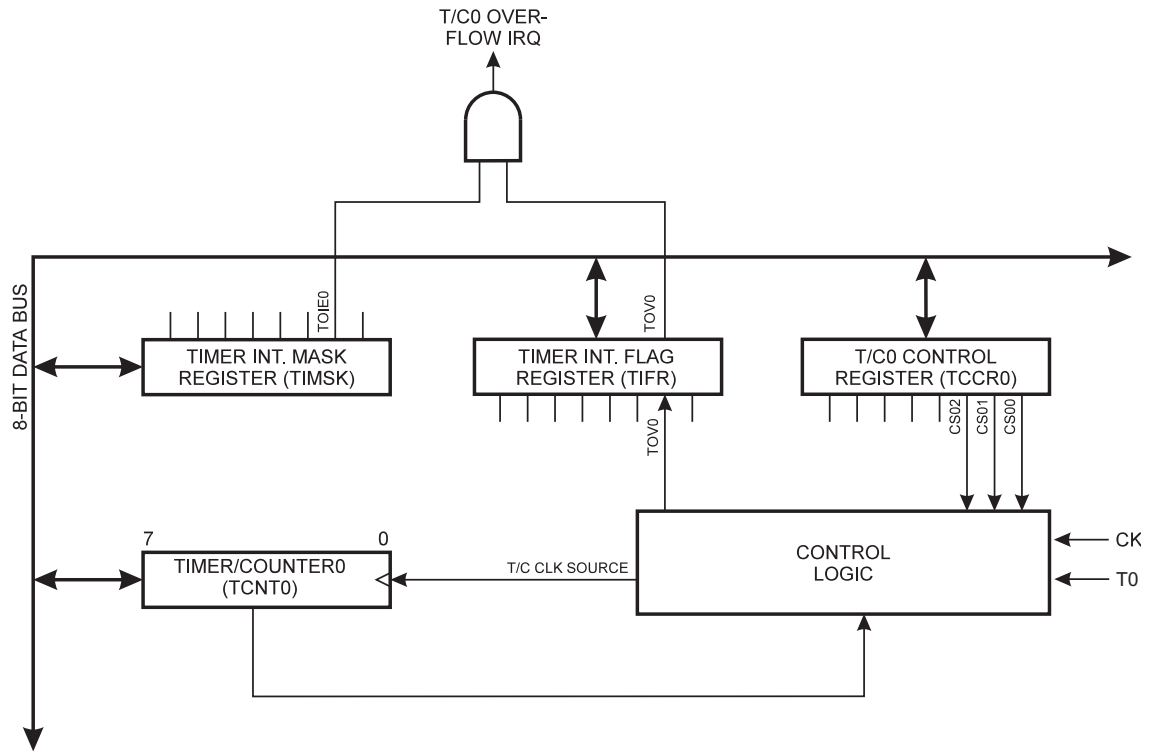 T/C0 OVER-
FLOW IRQ
8-BIT DATA BUS
TOIE0
TOV0
TIMER INT. MASK
REGISTER (TIMSK)
TIMER INT. FLAG
REGISTER (TIFR)
T/C0 CONTROL
REGISTER (TCCR0)
TOV0
CS02
CS01
CS00
7
0
TIMER/COUNTER0
(TCNT0)
T/C CLK SOURCE
CONTROL
LOGIC
CK
T0